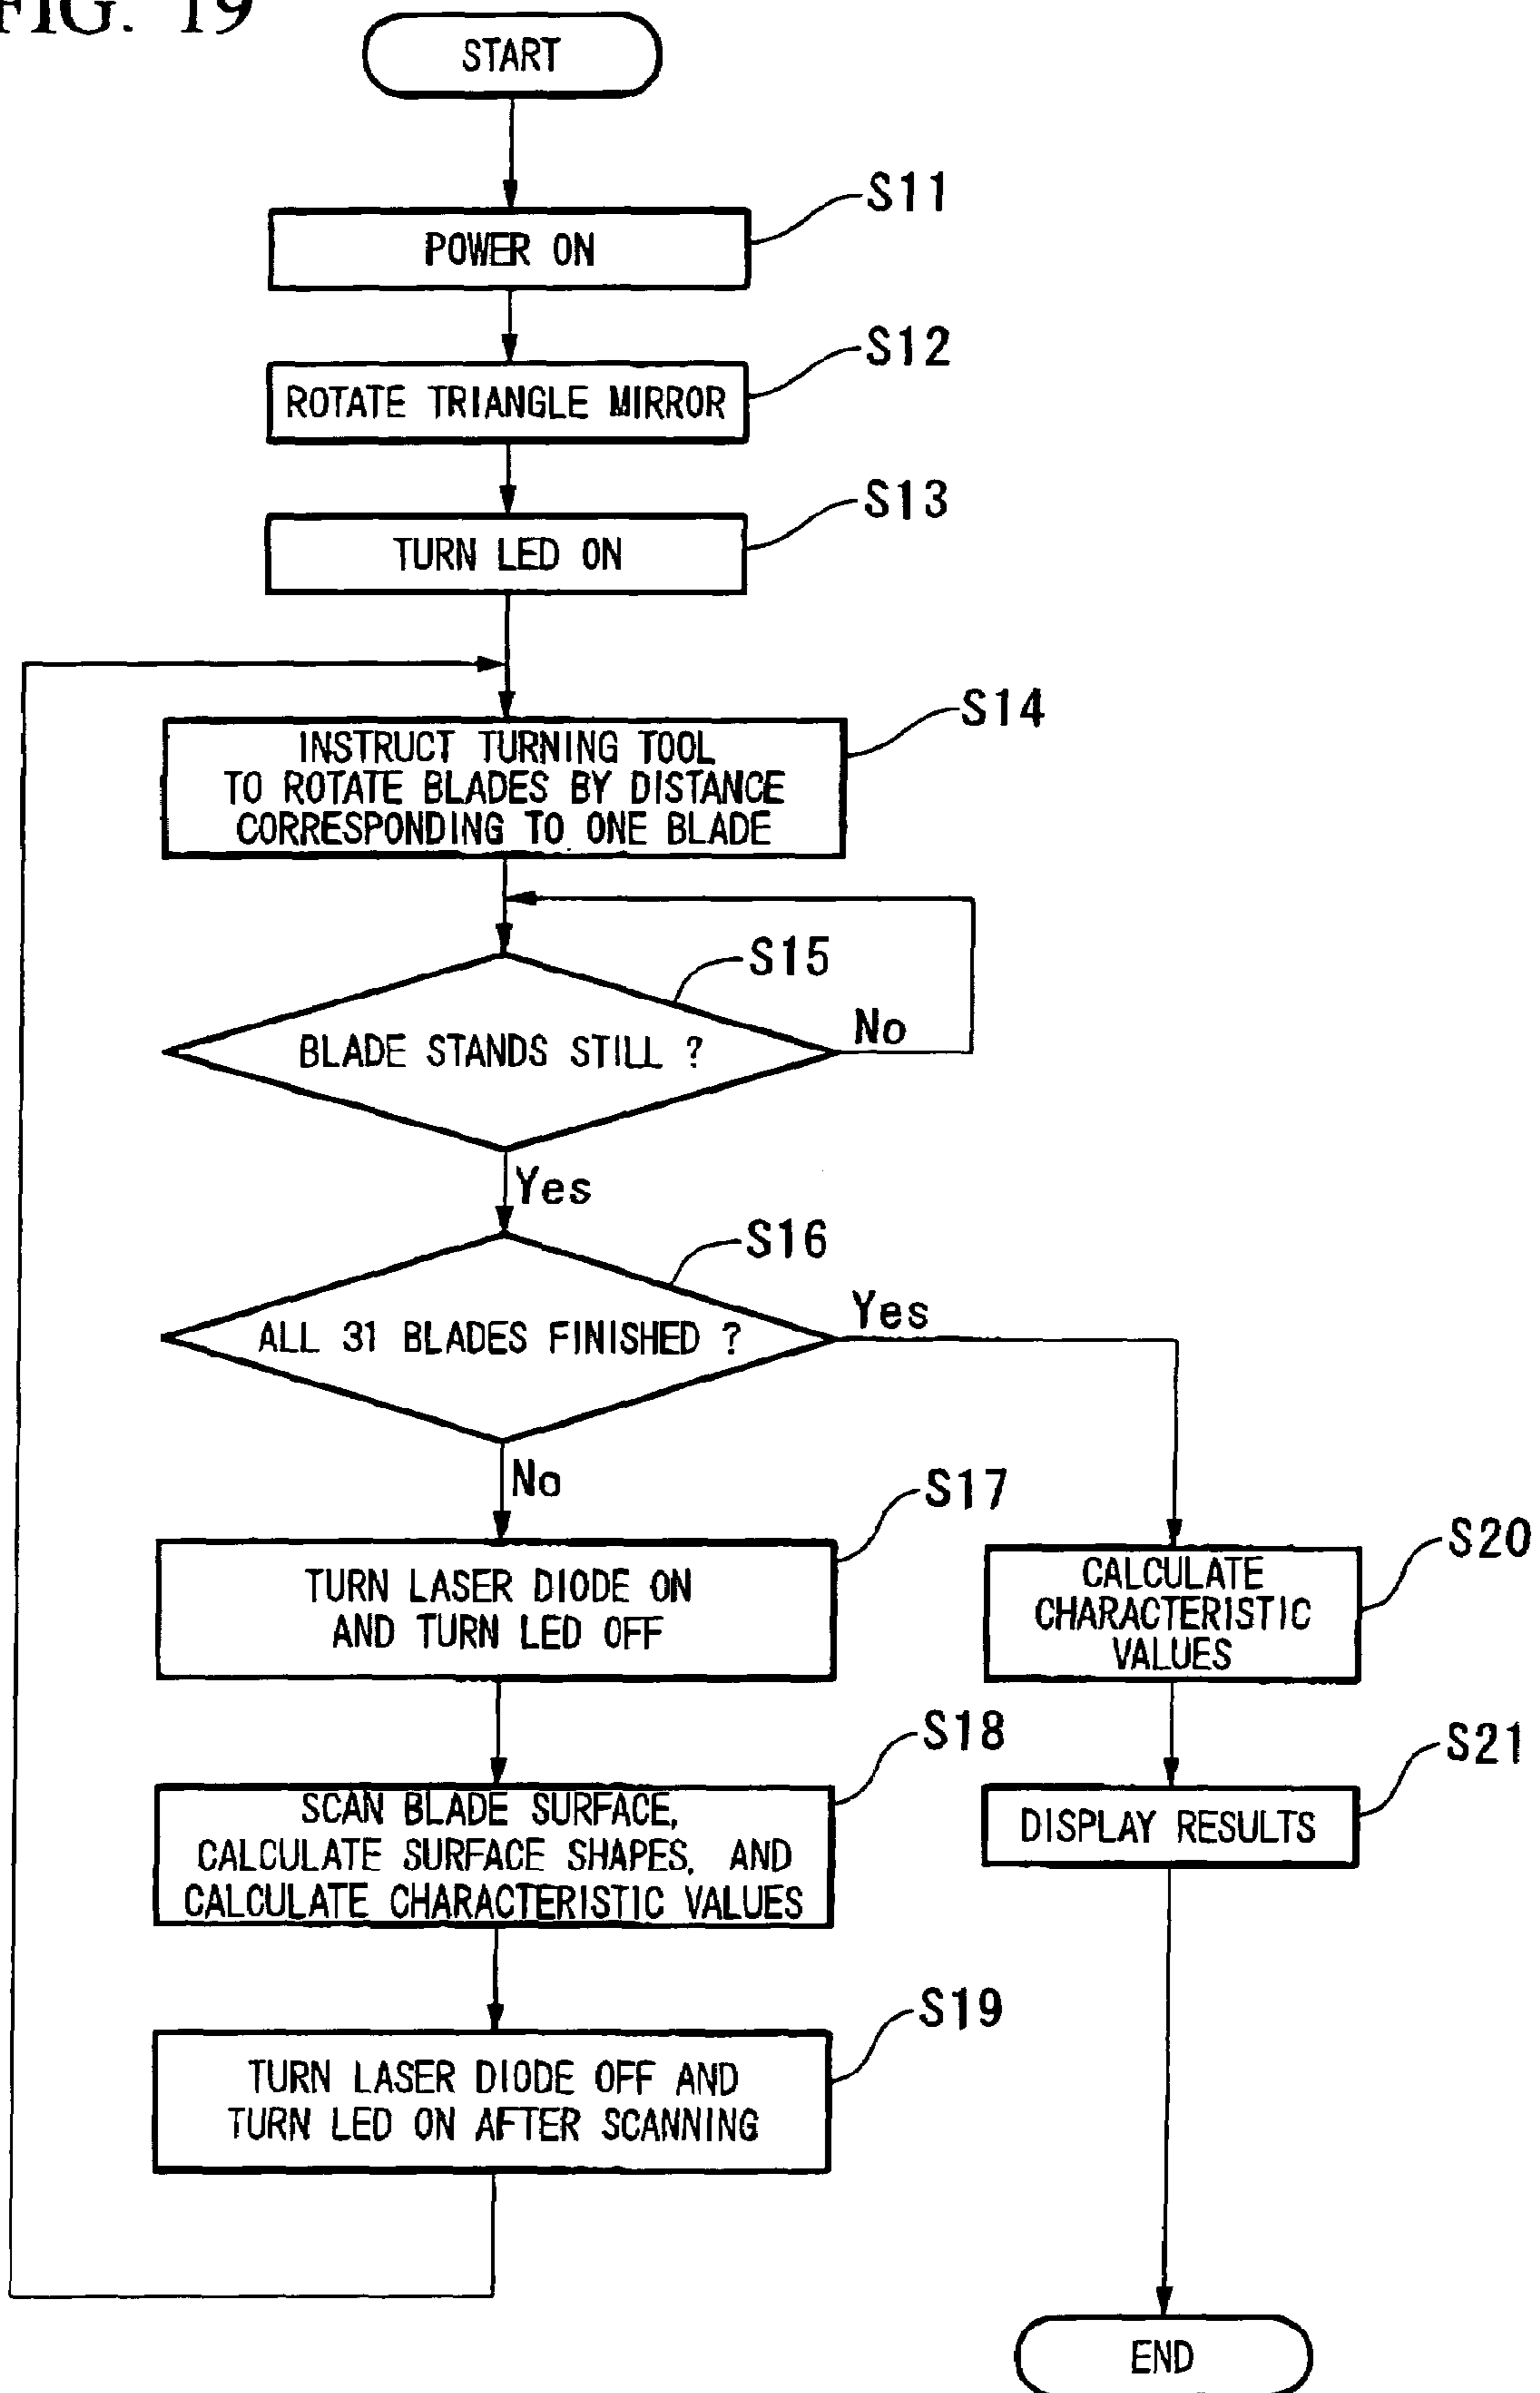 FIG. 19
START
S11
POWER ON
S12
ROTATE TRIANGLE MIRROR
S13
TURN LED ON
S14
INSTRUCT TURNING TOOL
TO ROTATE BLADES BY DISTANCE
CORRESPONDING TO ONE BLADE
S15
BLADE STANDS STILL ?
No
Yes
S16
ALL 31 BLADES FINISHED ?
Yes
No
S17
TURN LASER DIODE ON
AND TURN LED OFF
S18
SCAN BLADE SURFACE,
CALCULATE SURFACE SHAPES, AND
CALCULATE CHARACTERISTIC VALUES
S19
TURN LASER DIODE OFF AND
TURN LED ON AFTER SCANNING
S20
CALCULATE
CHARACTERISTIC
VALUES
S21
DISPLAY RESULTS
END